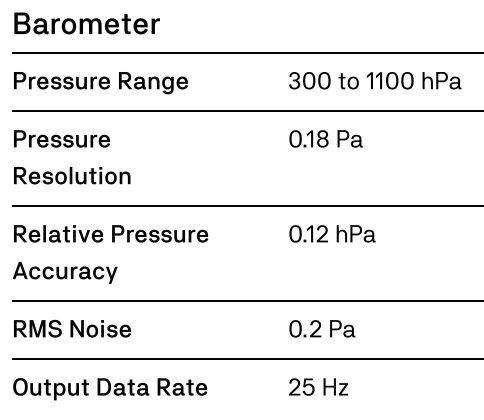 Barometer
Pressure Range 300 to 1100 hPa
Pressure 0.18 Pa
Resolution
Relative Pressure 0.12 hPa
Accuracy
RMS Noise 0.2 Pa
Output Data Rate 25 Hz